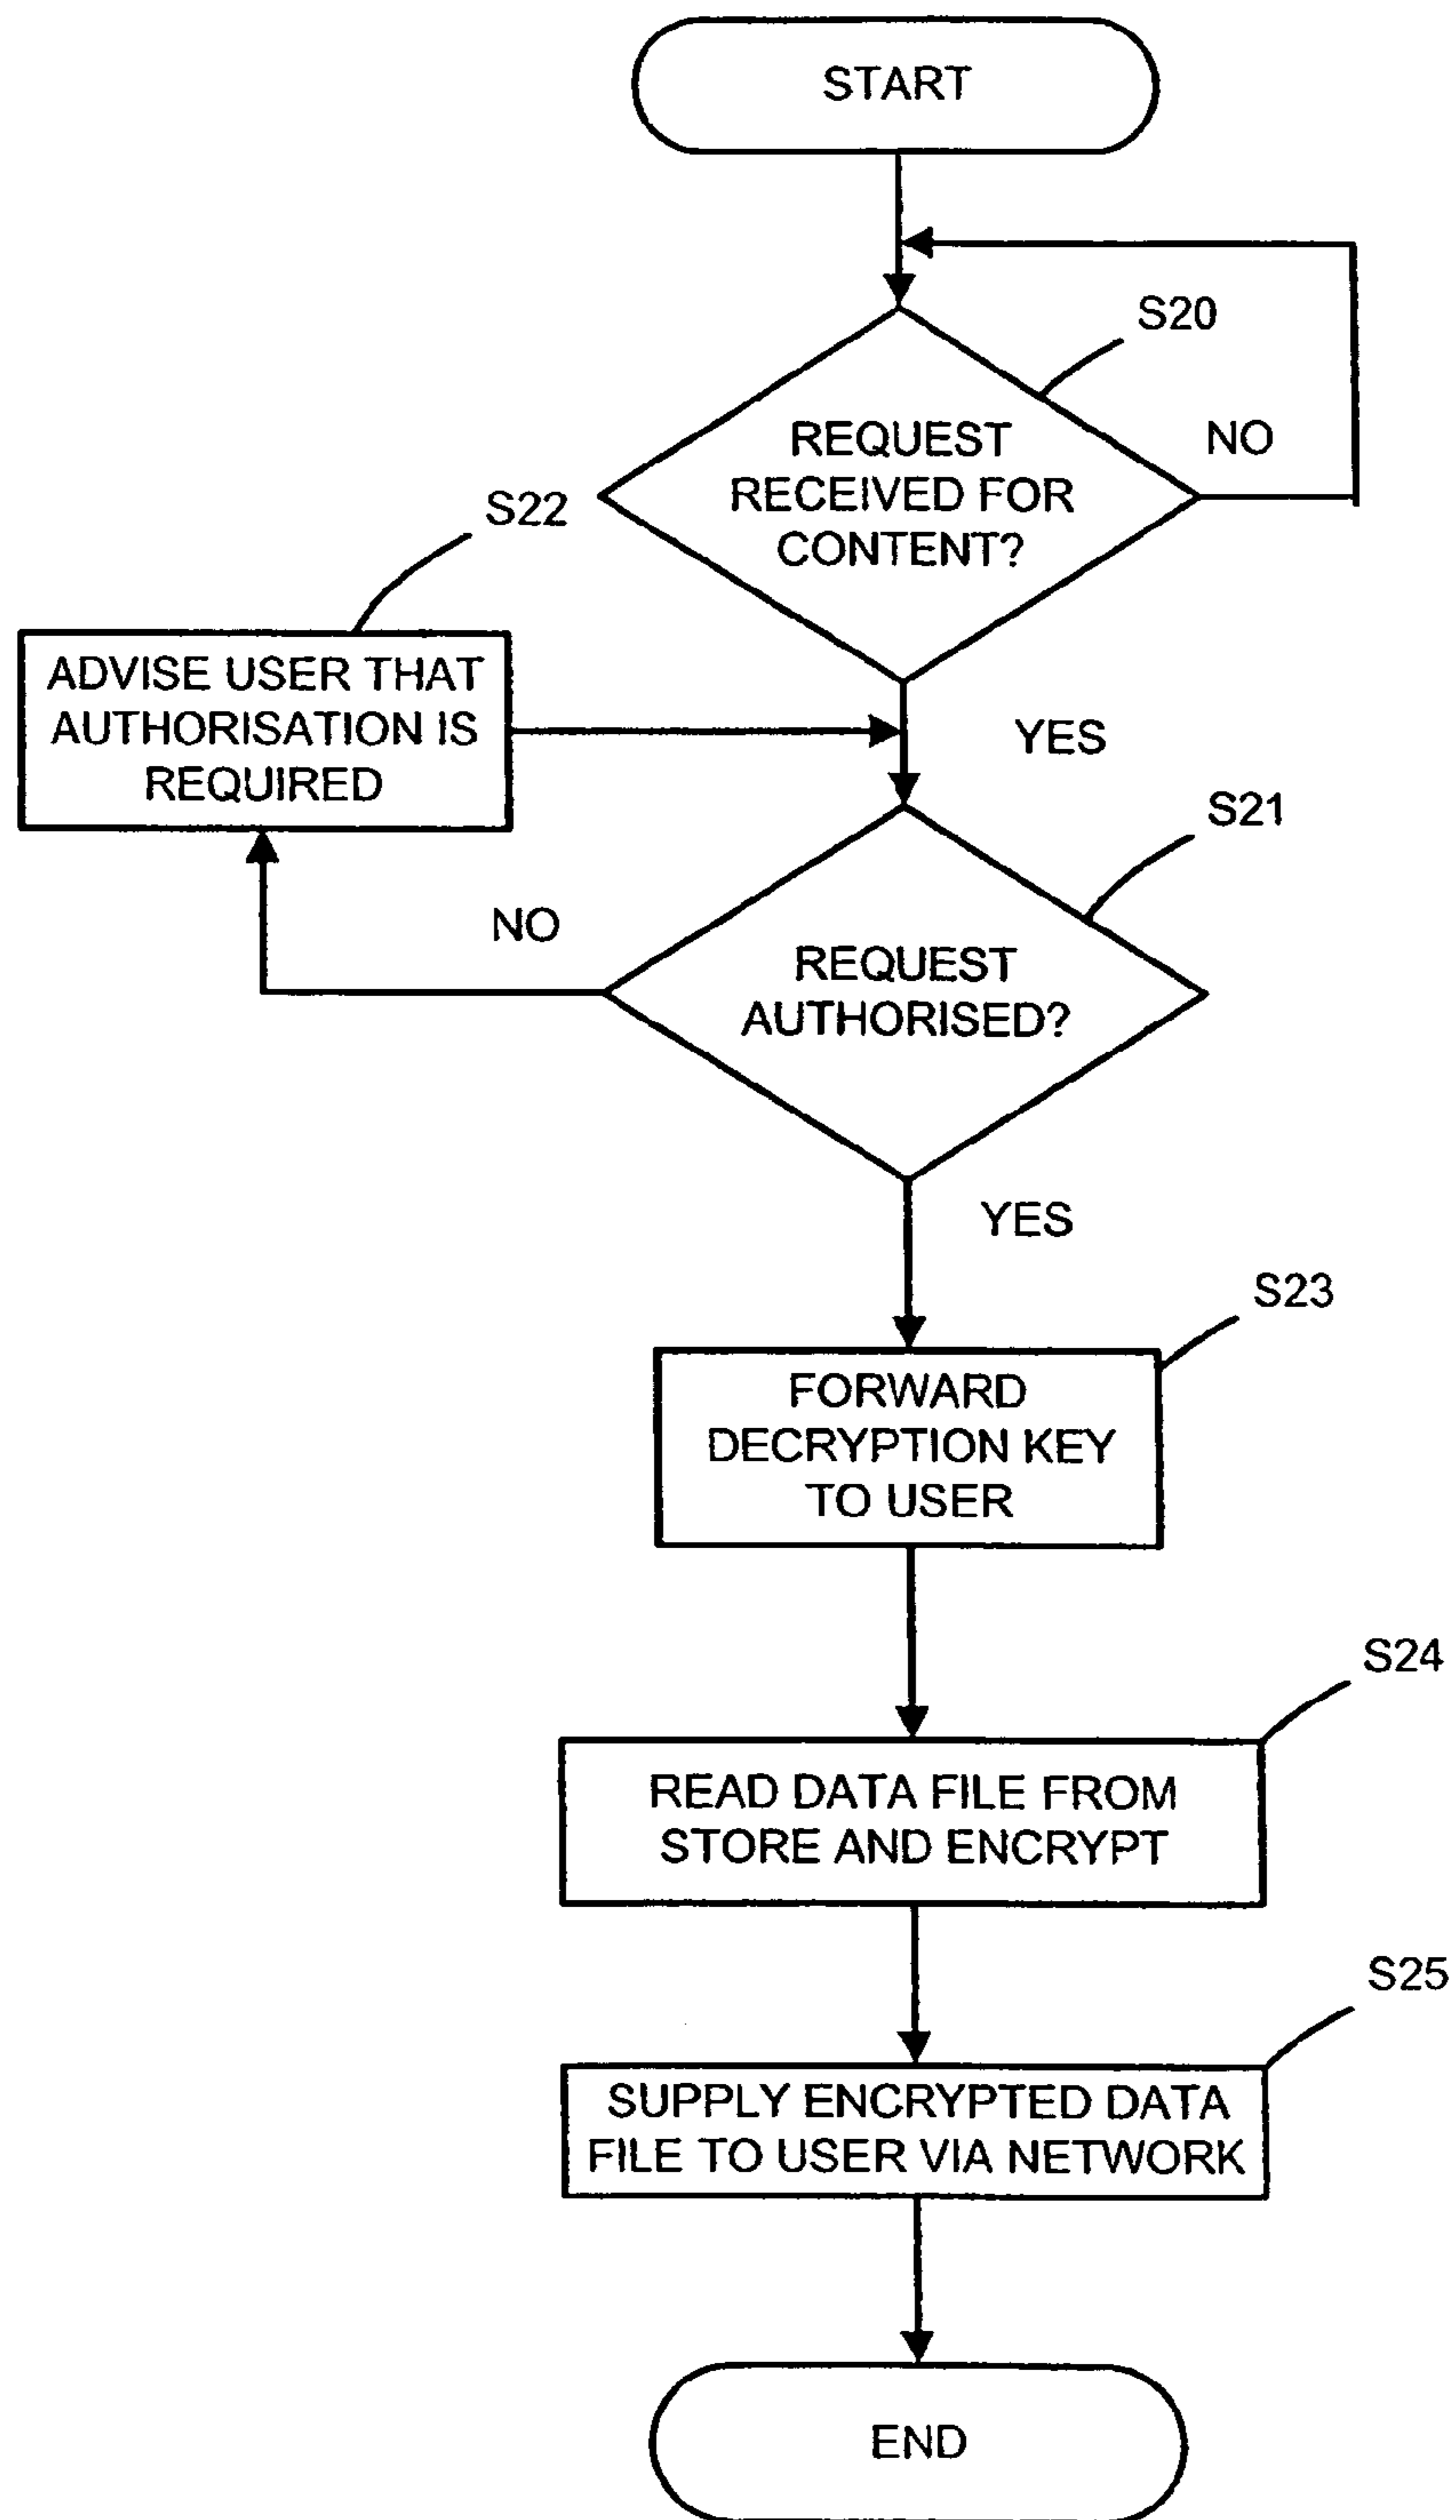 START
S20
REQUEST
RECEIVED FOR
CONTENT?
NO
S22
ADVISE USER THAT
AUTHORISATION IS
REQUIRED
YES
S21
NO
REQUEST
AUTHORISED?
YES
S23
FORWARD
DECRYPTION KEY
TO USER
S24
READ DATA FILE FROM
STORE AND ENCRYPT
S25
SUPPLY ENCRYPTED DATA
FILE TO USER VIA NETWORK
END